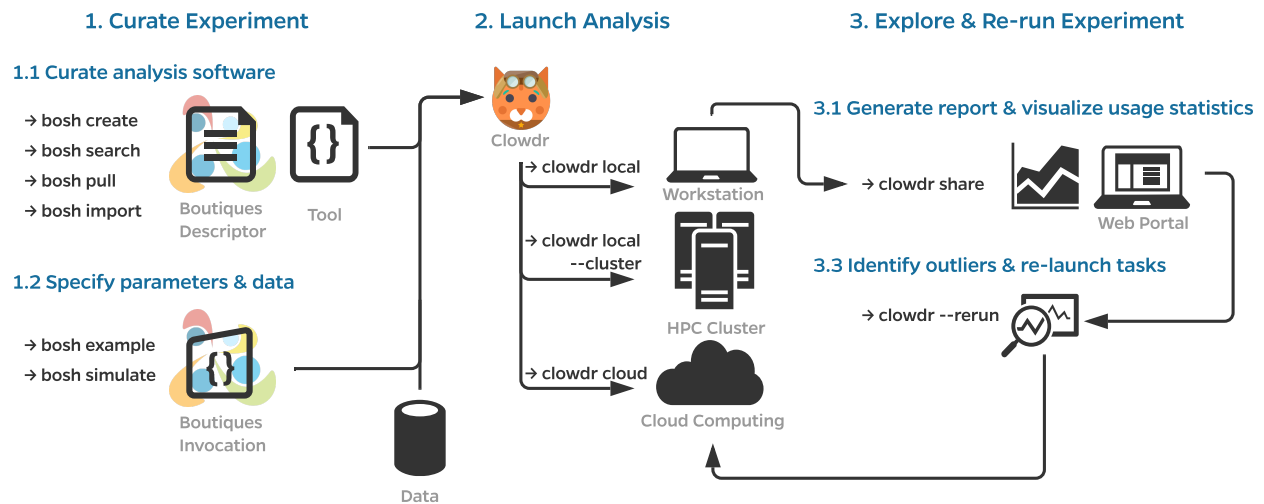 1. Curate Experiment
1.1 Curate analysis software
→ bosh create
→ bosh search
→ bosh pull
→ bosh import
Boutiques
Descriptor
{}
Tool
1.2 Specify parameters & data
→ bosh example
→ bosh simulate
{}
Boutiques
Invocation
Data
2. Launch Analysis
Clowdr
→ clowdr local
Workstation
→ clowdr local
--cluster
HPC Cluster
→ clowdr cloud
Cloud Computing
3. Explore & Re-run Experiment
3.1 Generate report & visualize usage statistics
→ clowdr share
Web Portal
3.3 Identify outliers & re-launch tasks
→ clowdr --rerun